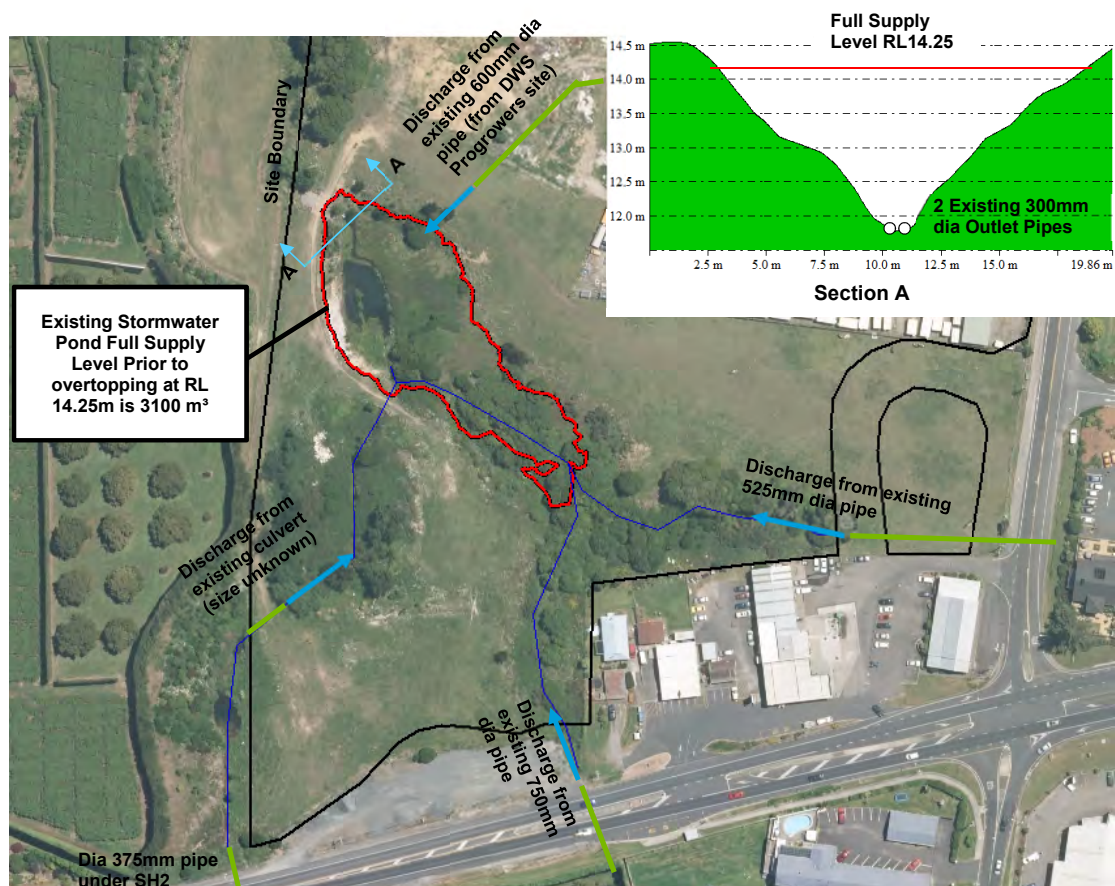 Full Supply
Level RL14.25
14.5 m
14.0 m
13.5 m
13.0 m
12.5 m
12.0 m
2 Existing 300mm
dia Outlet Pipes
2.5 m
5.0 m
7.5 m
10.0 m
12.5 m
15.0 m
19.86 m
Section A
Discharge from
existing 600mm dia
pipe (from DWS
Progrowers site)
Site Boundary
A
A
Existing Stormwater
Pond Full Supply
Level Prior to
overtopping at RL
14.25m is 3100 m³
Discharge from existing
525mm dia pipe
Discharge from
existing culvert
(size unknown)
Discharge from
existing 750mm
dia pipe
Dia 375mm pipe
under SH2